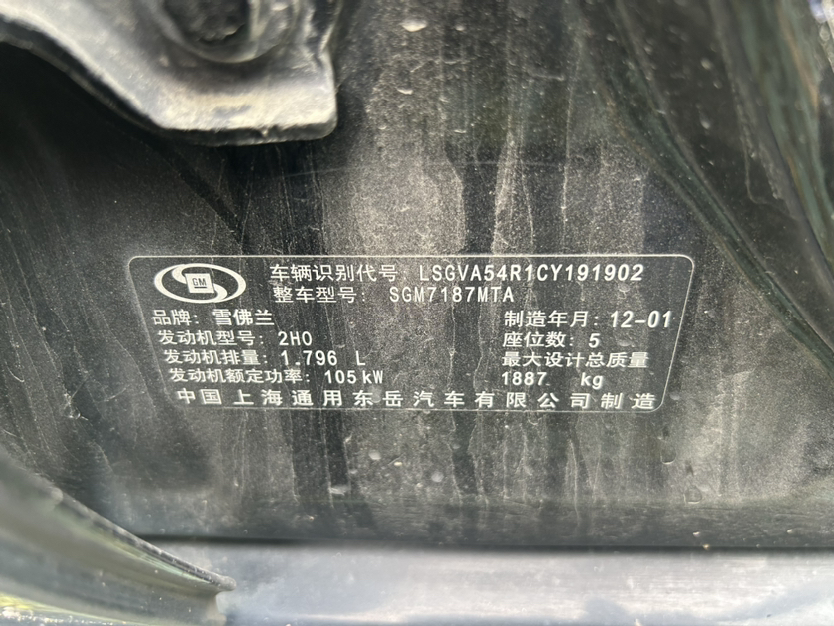 GM
车辆识别代号: LSGVA54R1CY191902
整车型号: SGM7187MTA
品牌: 雪佛兰 制造年月: 12-01
发动机型号: 2H0 座位数: 5
发动机排量: 1.796 L 最大设计总质量
发动机额定功率: 105kW 1887 kg
中国上海通用东岳汽车有限公司制造